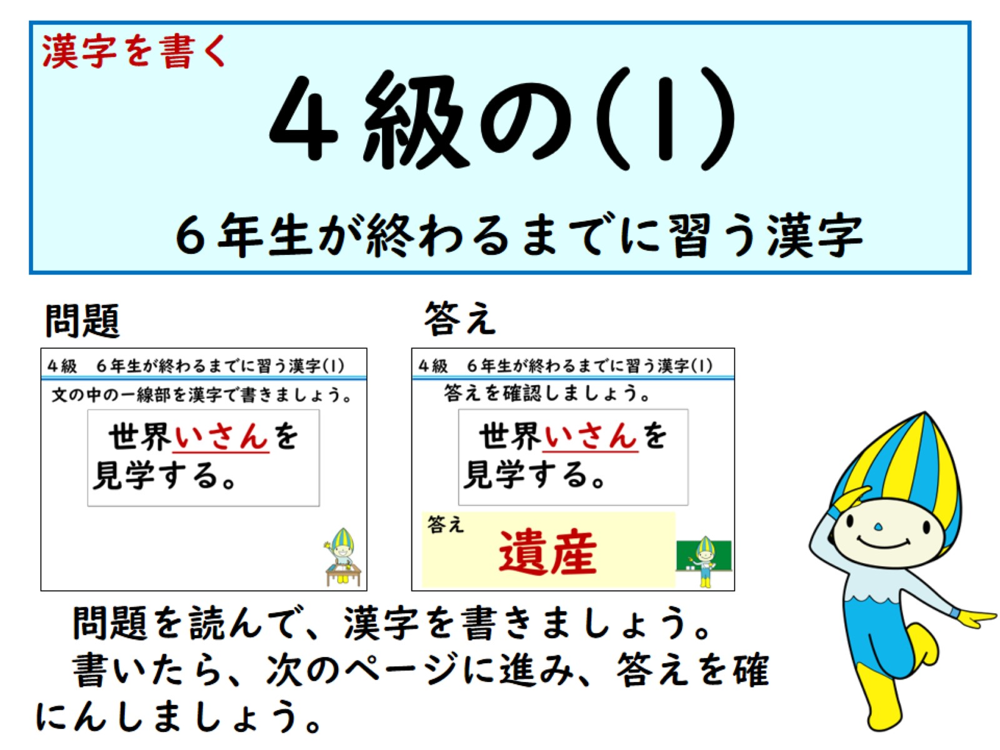 漢字を書く
４級の(1)
６年生が終わるまでに習う漢字
問題
４級　６年生が終わるまでに習う漢字(1)
文の中の―線部を漢字で書きましょう。
世界いさんを
見学する。
答え
４級　６年生が終わるまでに習う漢字(1)
答えを確認しましょう。
世界いさんを
見学する。
答え
遺産
問題を読んで、漢字を書きましょう。
書いたら、次のページに進み、答えを確
にんしましょう。